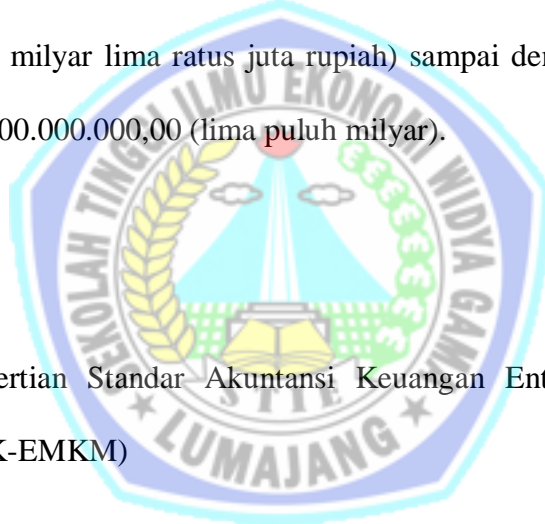 milyar lima ratus juta rupiah) sampai de
00.000.000,00 (lima puluh milyar).
SEKOLAH TINGGI ILMU EKONOMI WIDYA GAMA
ertian Standar Akuntansi Keuangan Ent
STIE
K-EMKM)
LUMAJANG